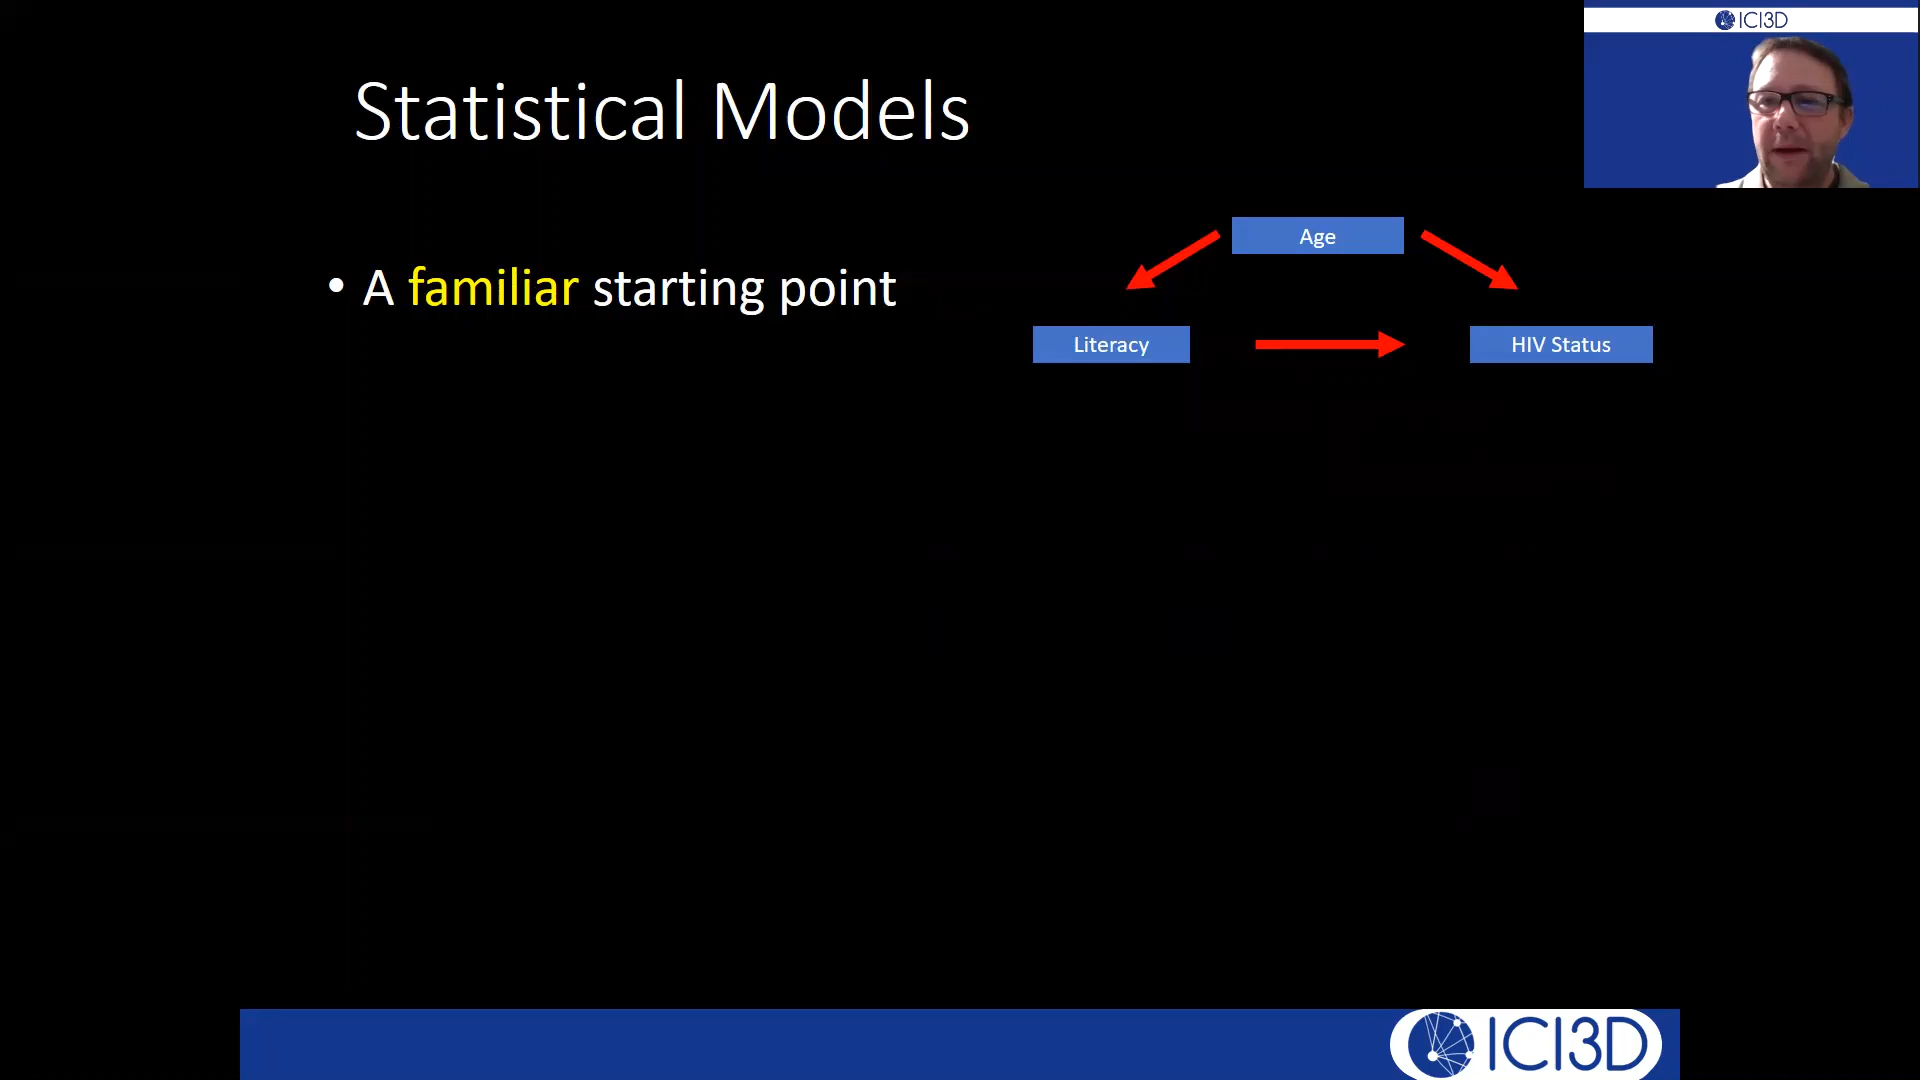 ICI3D
Statistical Models
Age
• A familiar starting point
Literacy
HIV Status
ICI3D